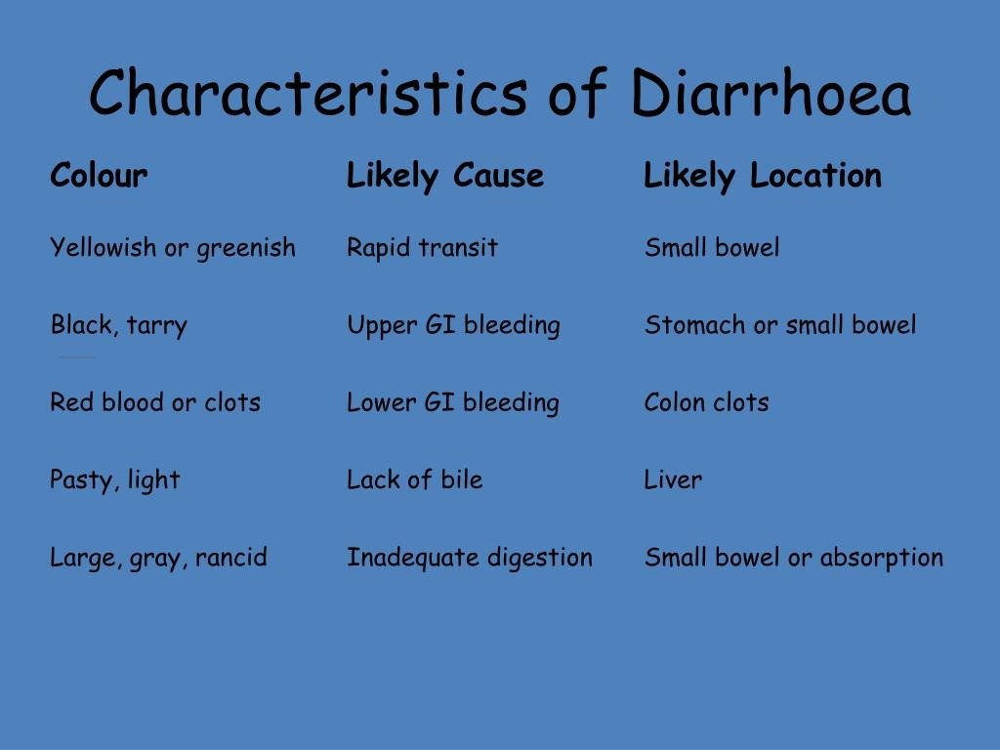 Characteristics of Diarrhoea
Colour Likely Cause Likely Location
Yellowish or greenish Rapid transit Small bowel
Black, tarry Upper GI bleeding Stomach or small bowel
Red blood or clots Lower GI bleeding Colon clots
Pasty, light Lack of bile Liver
Large, gray, rancid Inadequate digestion Small bowel or absorption